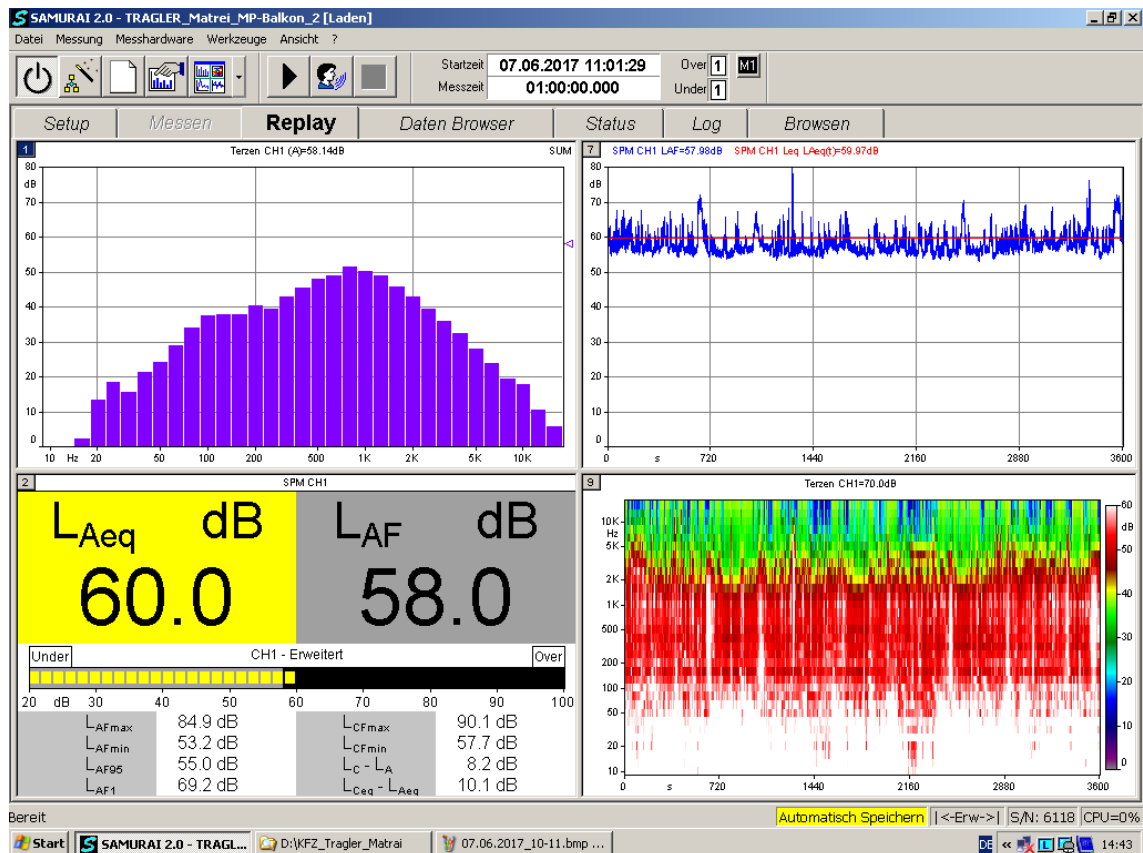 SAMURAI 2.0 - TRAGLER_Matrei_MP-Balkon_2 [Laden]
Datei Messung Messhardware Werkzeuge Ansicht ?
Startzeit 07.06.2017 11:01:29 Over 1 M1
Messzeit 01:00:00.000 Under 1
Setup Messen Replay Daten Browser Status Log Browsen
1 Terzen CH1 (A)=58.14dB SUM
80
dB
70
60
50
40
30
20
10
0
10 Hz 20 50 100 200 500 1K 2K 5K 10K
7 SPM CH1 LAF=57.98dB SPM CH1 Leq LAeq(t)=59.97dB
80
dB
70
60
50
40
30
20
10
0
0 s 720 1440 2160 2880 3600
2 SPM CH1
LAeq dB LAF dB
60.0 58.0
Under CH1 - Erweitert Over
20 dB 30 40 50 60 70 80 90 100
LAFmax 84.9 dB LCFmax 90.1 dB
LAFmin 53.2 dB LCFmin 57.7 dB
LAF95 55.0 dB LC - LA 8.2 dB
LAF1 69.2 dB LCeq - LAeq 10.1 dB
9 Terzen CH1=70.0dB
10K
Hz
5K
2K
1K
500
200
100
50
20
10
0 s 720 1440 2160 2880 3600
60
dB
50
40
30
20
10
0
Bereit Automatisch Speichern |<-Erw->| S/N: 6118 CPU=0%
Start SAMURAI 2.0 - TRAGL... D:\KFZ_Tragler_Matrai 07.06.2017_10-11.bmp ... DE « L 14:43